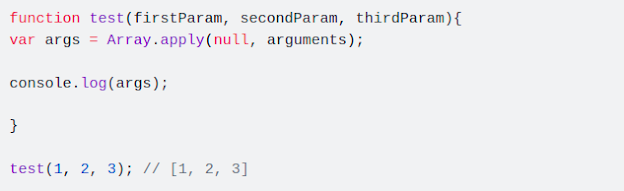 function test(firstParam, secondParam, thirdParam){
var args = Array.apply(null, arguments);
console.log(args);
}
test(1, 2, 3); // [1, 2, 3]